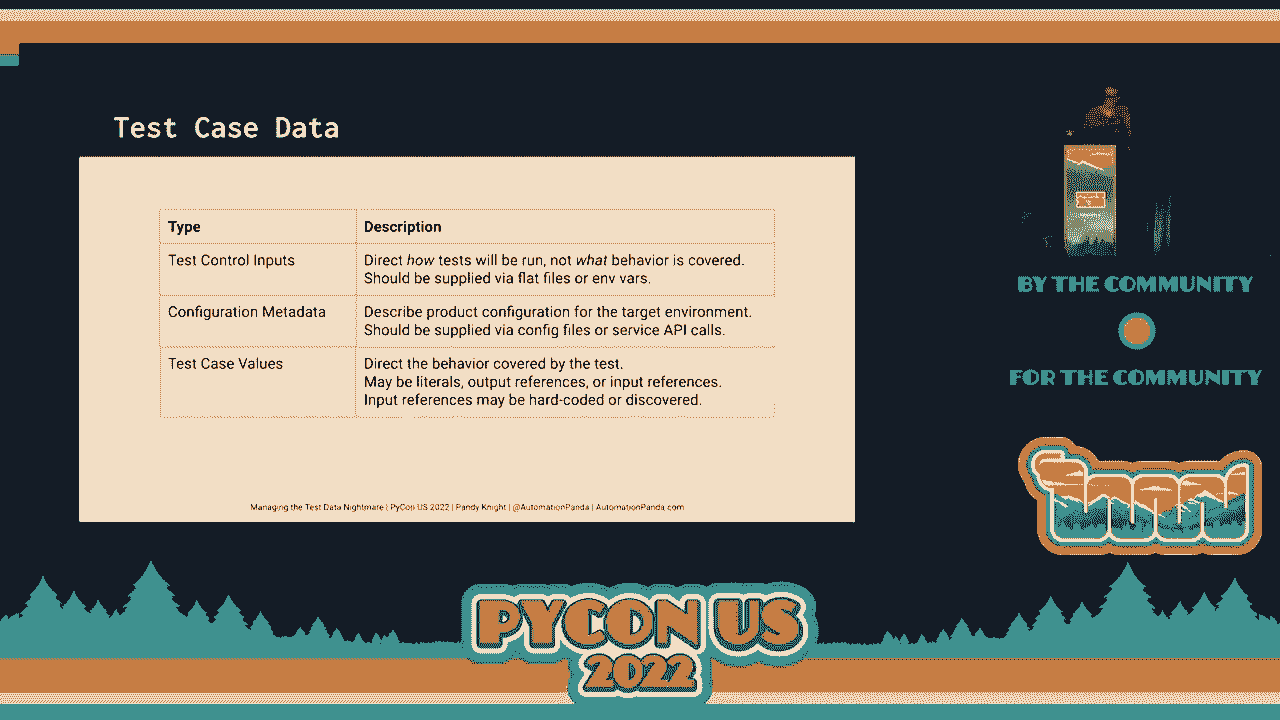 Test Case Data
Type Description
Test Control Inputs Direct how tests will be run, not what behavior is covered.
Should be supplied via flat files or env vars.
Configuration Metadata Describe product configuration for the target environment.
Should be supplied via config files or service API calls.
Test Case Values Direct the behavior covered by the test.
May be literals, output references, or input references.
Input references may be hard-coded or discovered.
Managing the Test Data Nightmare | PyCon US 2022 | Pandy Knight | @AutomationPanda | AutomationPanda.com
BY THE COMMUNITY
FOR THE COMMUNITY
PYCON US
2022